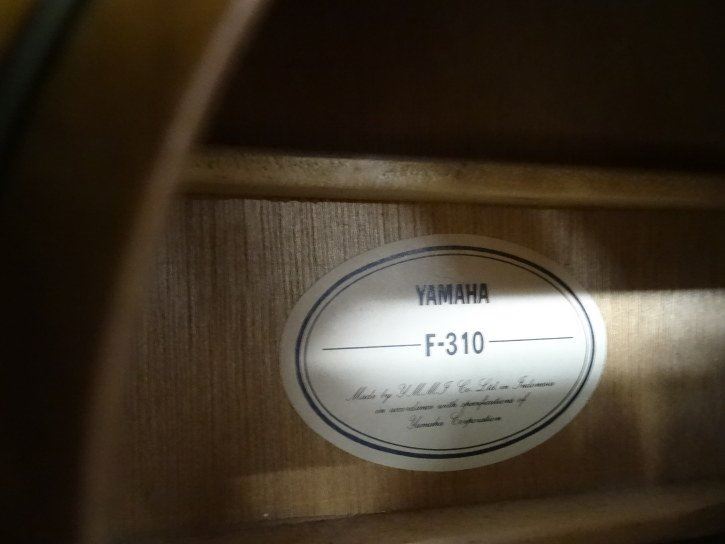 YAMAHA
F-310
Made by Y.M.M.I Co. Ltd. in Indonesia
in accordance with specifications of
Yamaha Corporation